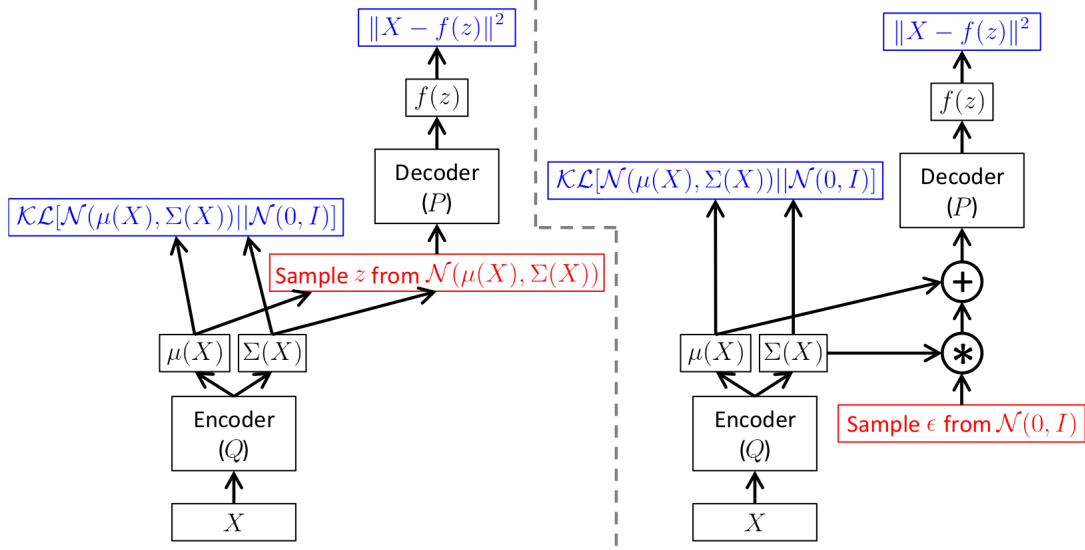 ‖X − f(z)‖²
f(z)
Decoder
(P)
𝒦ℒ[𝒩(μ(X), Σ(X))||𝒩(0, I)]
Sample z from 𝒩(μ(X), Σ(X))
μ(X)
Σ(X)
Encoder
(Q)
X
‖X − f(z)‖²
f(z)
Decoder
(P)
𝒦ℒ[𝒩(μ(X), Σ(X))||𝒩(0, I)]
+
μ(X)
Σ(X)
*
Sample ϵ from 𝒩(0, I)
Encoder
(Q)
X